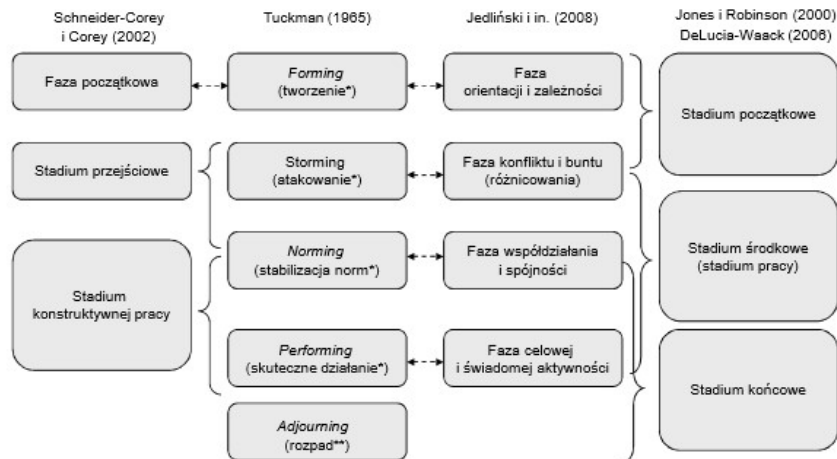 Schneider-Corey
i Corey (2002)
Tuckman (1965)
Jedliński i in. (2008)
Jones i Robinson (2000)
DeLucia-Waack (2006)
Faza początkowa
Forming
(tworzenie*)
Faza
orientacji i zależności
Stadium początkowe
Stadium przejściowe
Storming
(atakowanie*)
Faza konfliktu i buntu
(różnicowania)
Stadium
konstruktywnej pracy
Norming
(stabilizacja norm*)
Faza współdziałania
i spójności
Stadium środkowe
(stadium pracy)
Performing
(skuteczne działanie*)
Faza celowej
i świadomej aktywności
Stadium końcowe
Adjourning
(rozpad**)